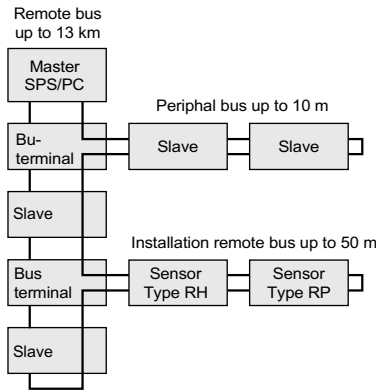 Remote bus
up to 13 km
Master
SPS/PC
Periphal bus up to 10 m
Bu-
terminal
Slave
Slave
Slave
Installation remote bus up to 50 m
Bus
terminal
Sensor
Type RH
Sensor
Type RP
Slave